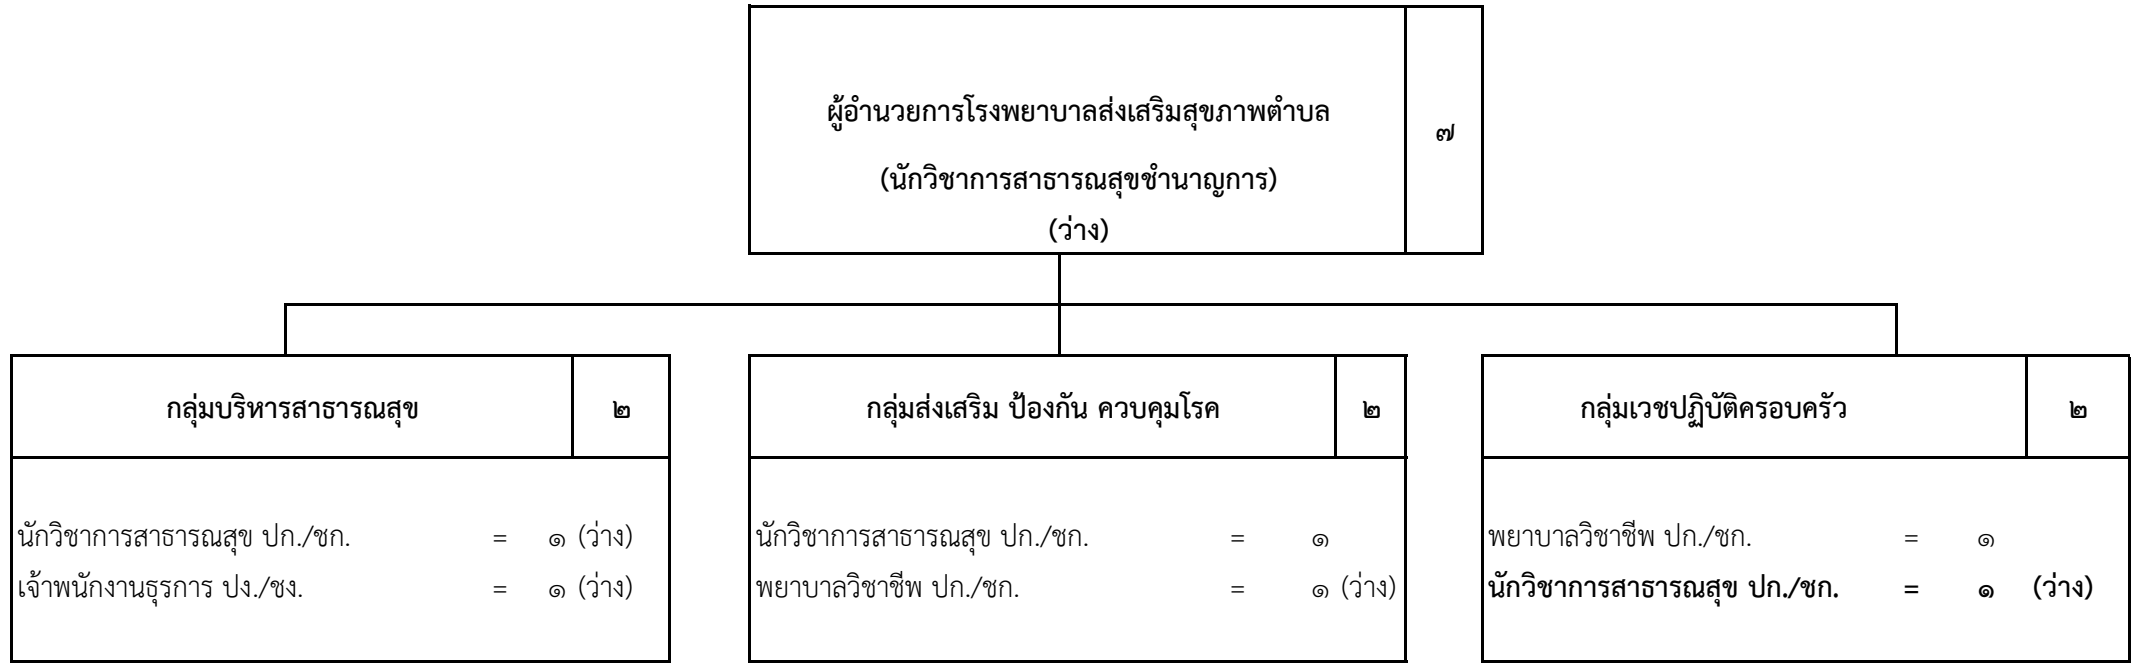 ผู้อำนวยการโรงพยาบาลส่งเสริมสุขภาพตำบล
(นักวิชาการสาธารณสุขชำนาญการ)
(ว่าง)
๗
กลุ่มบริหารสาธารณสุข ๒
นักวิชาการสาธารณสุข ปก./ชก. = ๑ (ว่าง)
เจ้าพนักงานธุรการ ปง./ชง. = ๑ (ว่าง)
กลุ่มส่งเสริม ป้องกัน ควบคุมโรค ๒
นักวิชาการสาธารณสุข ปก./ชก. = ๑
พยาบาลวิชาชีพ ปก./ชก. = ๑ (ว่าง)
กลุ่มเวชปฏิบัติครอบครัว ๒
พยาบาลวิชาชีพ ปก./ชก. = ๑
นักวิชาการสาธารณสุข ปก./ชก. = ๑ (ว่าง)